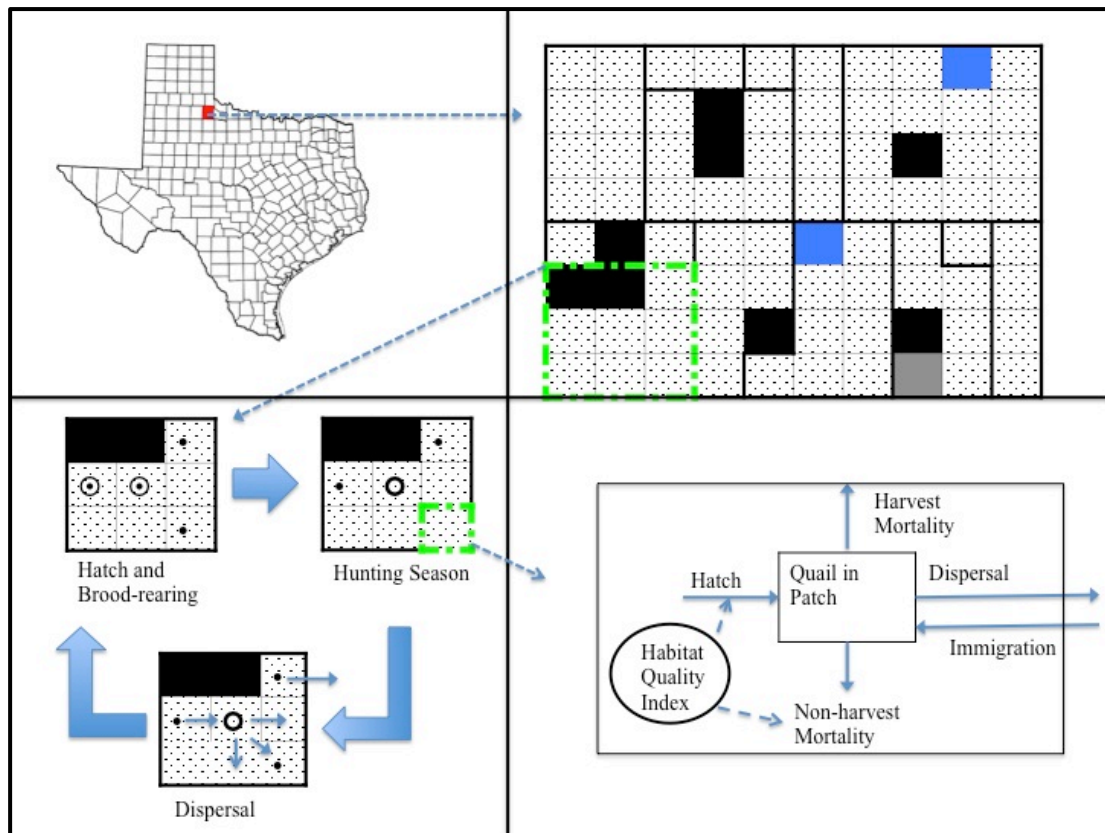 Hatch and
Brood-rearing
Hunting Season
Dispersal
Harvest
Mortality
Hatch
Quail in
Patch
Dispersal
Immigration
Habitat
Quality
Index
Non-harvest
Mortality